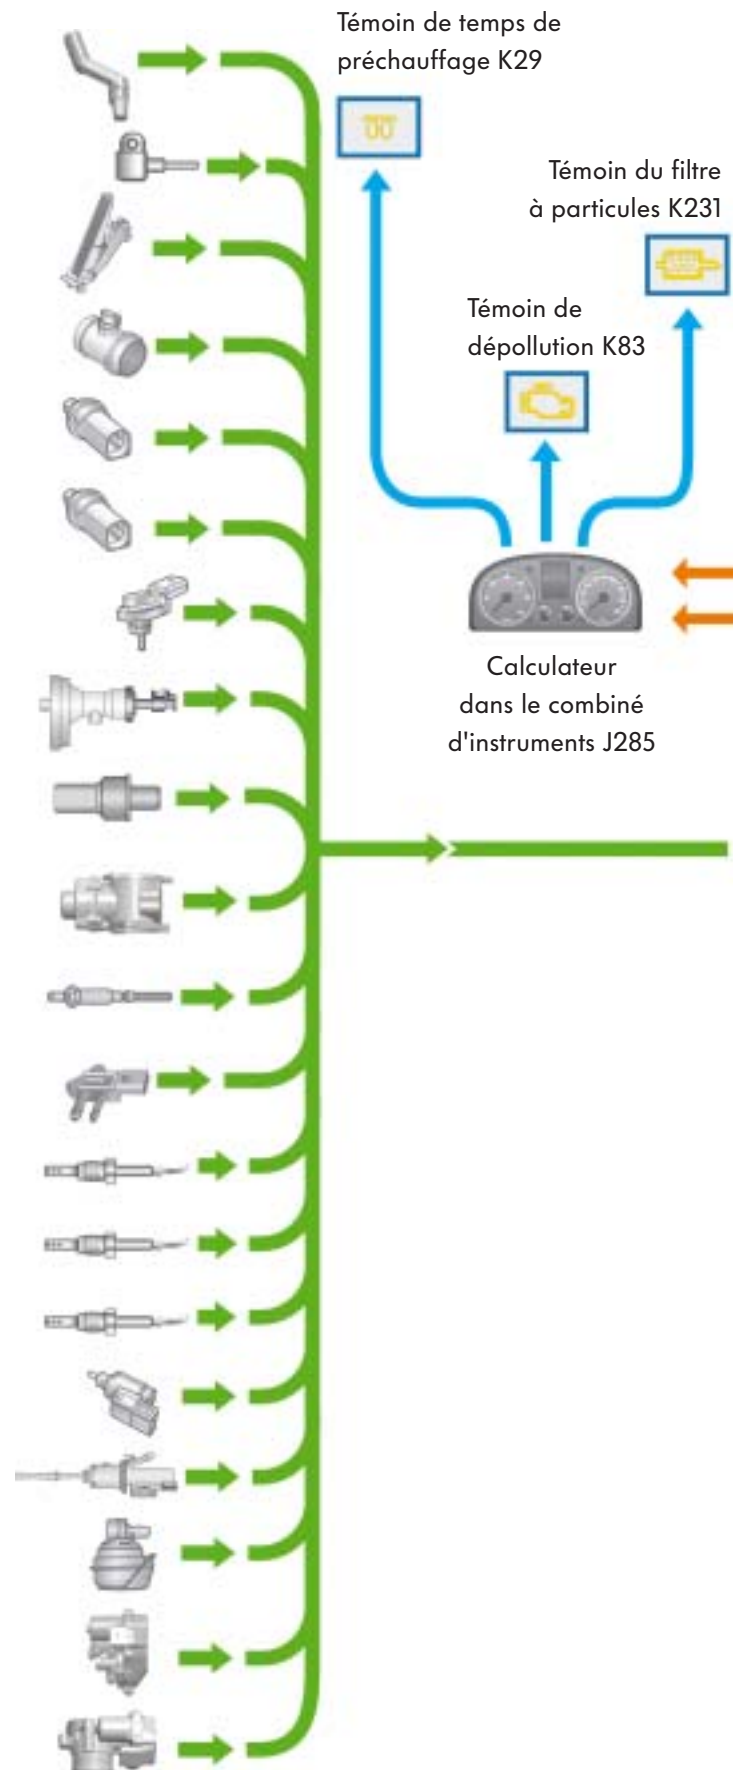 Témoin de temps de
préchauffage K29
Témoin du filtre
à particules K231
Témoin de
dépollution K83
Calculateur
dans le combiné
d'instruments J285